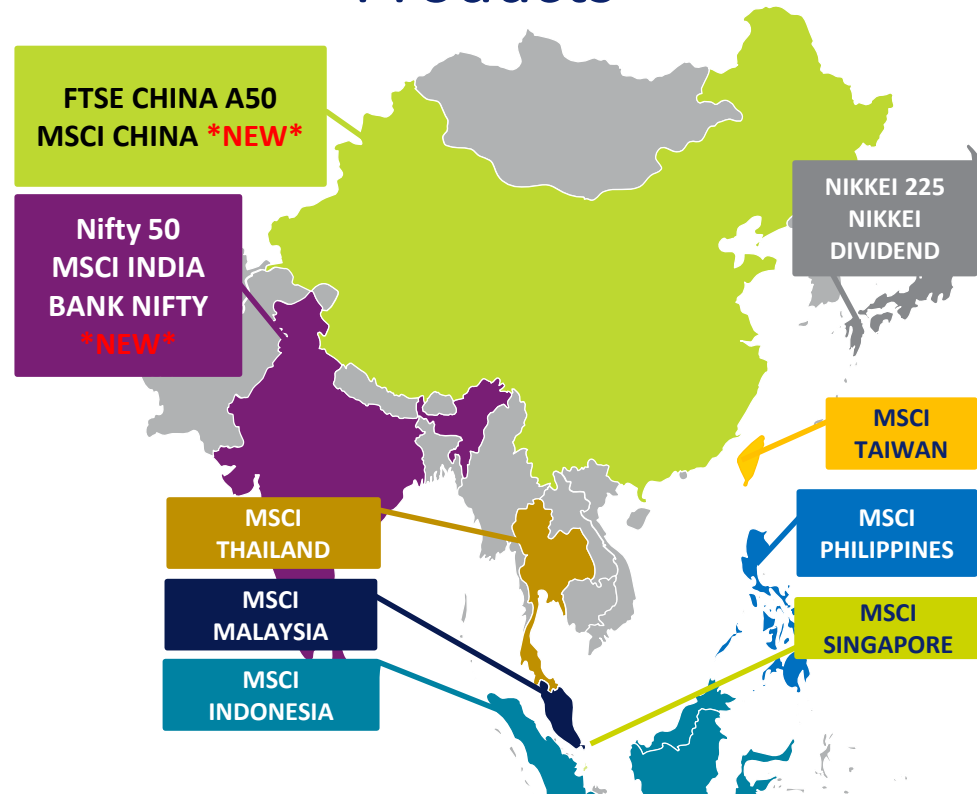 Products
FTSE CHINA A50
MSCI CHINA *NEW*
Nifty 50
MSCI INDIA
BANK NIFTY
*NEW*
NIKKEI 225
NIKKEI
DIVIDEND
MSCI
TAIWAN
MSCI
THAILAND
MSCI
PHILIPPINES
MSCI
MALAYSIA
MSCI
SINGAPORE
MSCI
INDONESIA